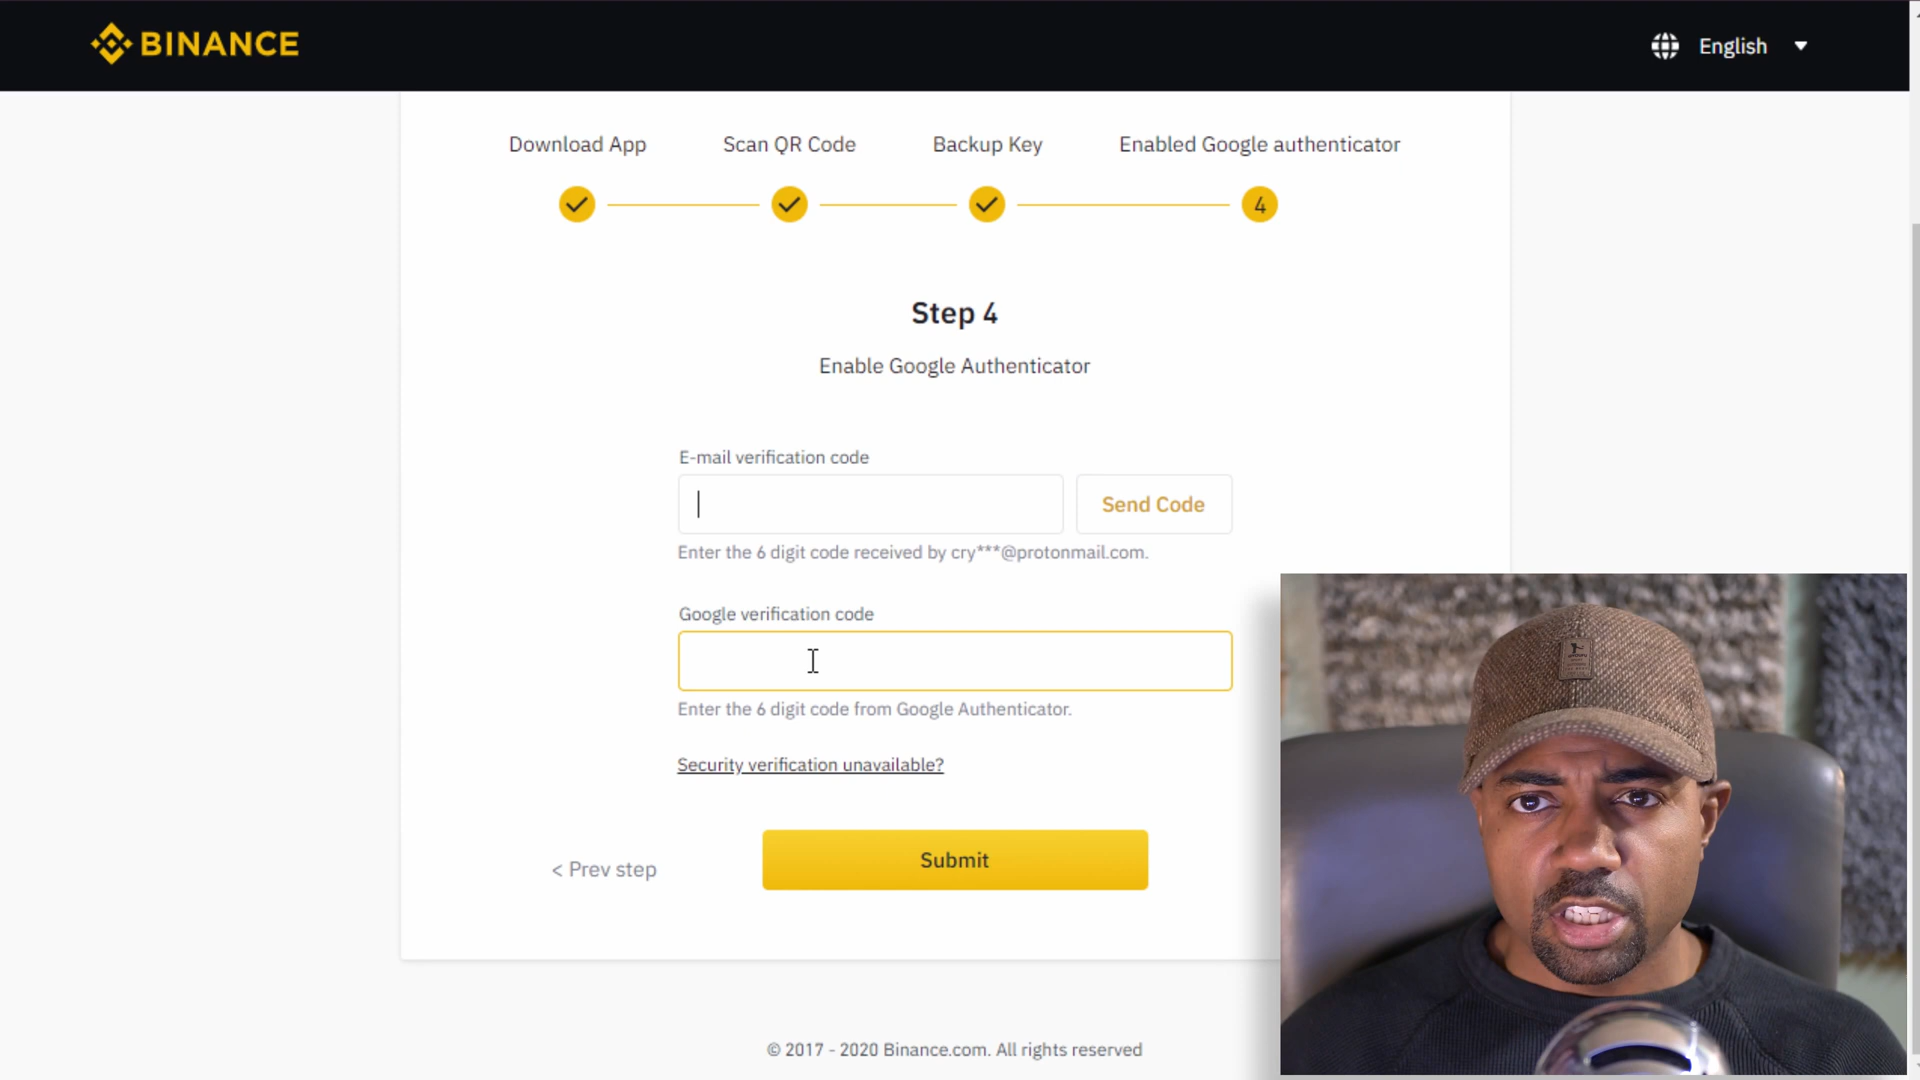 BINANCE
English
Download App
Scan QR Code
Backup Key
Enabled Google authenticator
4
Step 4
Enable Google Authenticator
E-mail verification code
Send Code
Enter the 6 digit code received by cry***@protonmail.com.
Google verification code
Enter the 6 digit code from Google Authenticator.
Security verification unavailable?
< Prev step
Submit
© 2017 - 2020 Binance.com. All rights reserved